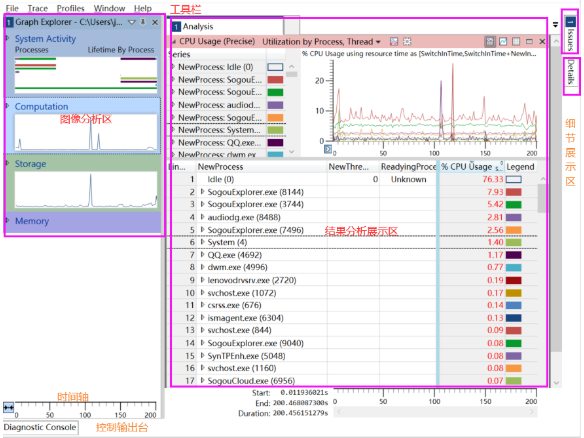 File Trace Profiles Window Help 工具栏
Graph Explorer - C:\Users\j...
System Activity
Processes Lifetime By Process
Computation
图像分析区
Storage
Memory
1 Analysis
CPU Usage (Precise) Utilization by Process, Thread
Series
NewProcess: Idle (0)
NewProcess: SogouE...
NewProcess: SogouE...
NewProcess: audiod...
NewProcess: SogouE...
NewProcess: System...
NewProcess: QQ.exe...
NewProcess: dwm.ex
% CPU Usage using resource time as [SwitchInTime,SwitchInTime+NewIn...
20
10
0
0 50 100 150 200
Lin... NewProcess NewThre... ReadyingProce % CPU Usage s... Legend
1 Idle (0) 0 Unknown 76.33
2 SogouExplorer.exe (8144) 7.93
3 SogouExplorer.exe (3744) 5.42
4 audiodg.exe (8488) 2.81
5 SogouExplorer.exe (7496) 2.56
结果分析展示区
6 System (4) 1.40
7 QQ.exe (4692) 1.17
8 dwm.exe (4996) 0.77
9 lenovodrvsrv.exe (2720) 0.19
10 svchost.exe (1072) 0.17
11 csrss.exe (676) 0.14
12 ismagent.exe (6304) 0.13
13 svchost.exe (844) 0.09
14 SogouExplorer.exe (9040) 0.08
15 SynTPEnh.exe (5048) 0.08
16 svchost.exe (1160) 0.08
17 SogouCloud.exe (6956) 0.07
1 Issues
Details
细节展示区
时间轴
0 50 100 150 200
Start: 0.011936021s
End: 200.468087300s
Duration: 200.456151279s
0 50 100 150 200
Diagnostic Console 控制输出台